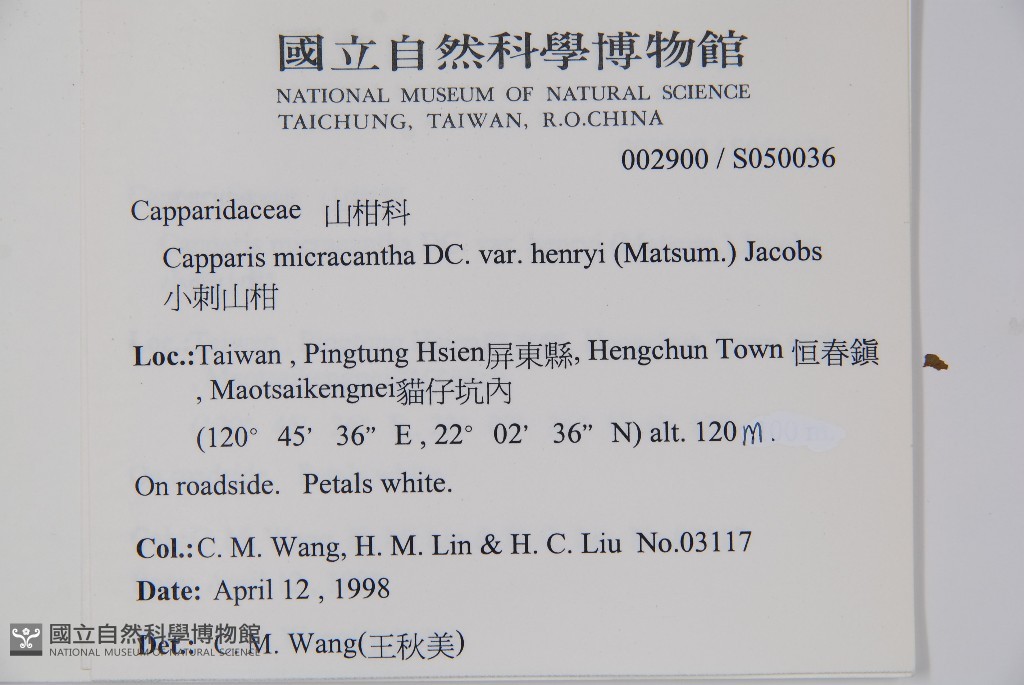 國立自然科學博物館
NATIONAL MUSEUM OF NATURAL SCIENCE
TAICHUNG, TAIWAN, R.O.CHINA
002900 / S050036
Capparidaceae 山柑科
Capparis micracantha DC. var. henryi (Matsum.) Jacobs
小刺山柑
Loc.:Taiwan , Pingtung Hsien屏東縣, Hengchun Town 恒春鎮
, Maotsaikengnei貓仔坑內
(120° 45’ 36” E , 22° 02’ 36” N) alt. 120 m.
On roadside. Petals white.
Col.:C. M. Wang, H. M. Lin & H. C. Liu No.03117
Date: April 12 , 1998
Det.: C. M. Wang(王秋美)
國立自然科學博物館
NATIONAL MUSEUM OF NATURAL SCIENCE